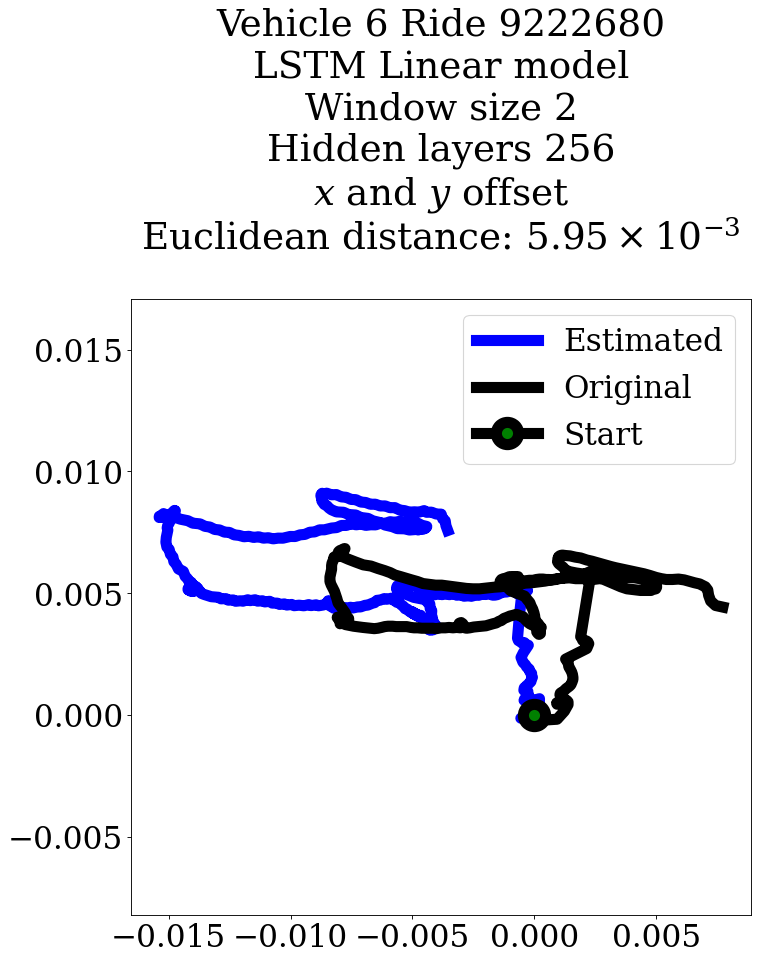 Vehicle 6 Ride 9222680
LSTM Linear model
Window size 2
Hidden layers 256
x and y offset
Euclidean distance: 5.95 × 10⁻³
Estimated
Original
Start
0.015
0.010
0.005
0.000
−0.005
−0.015 −0.010 −0.005 0.000 0.005